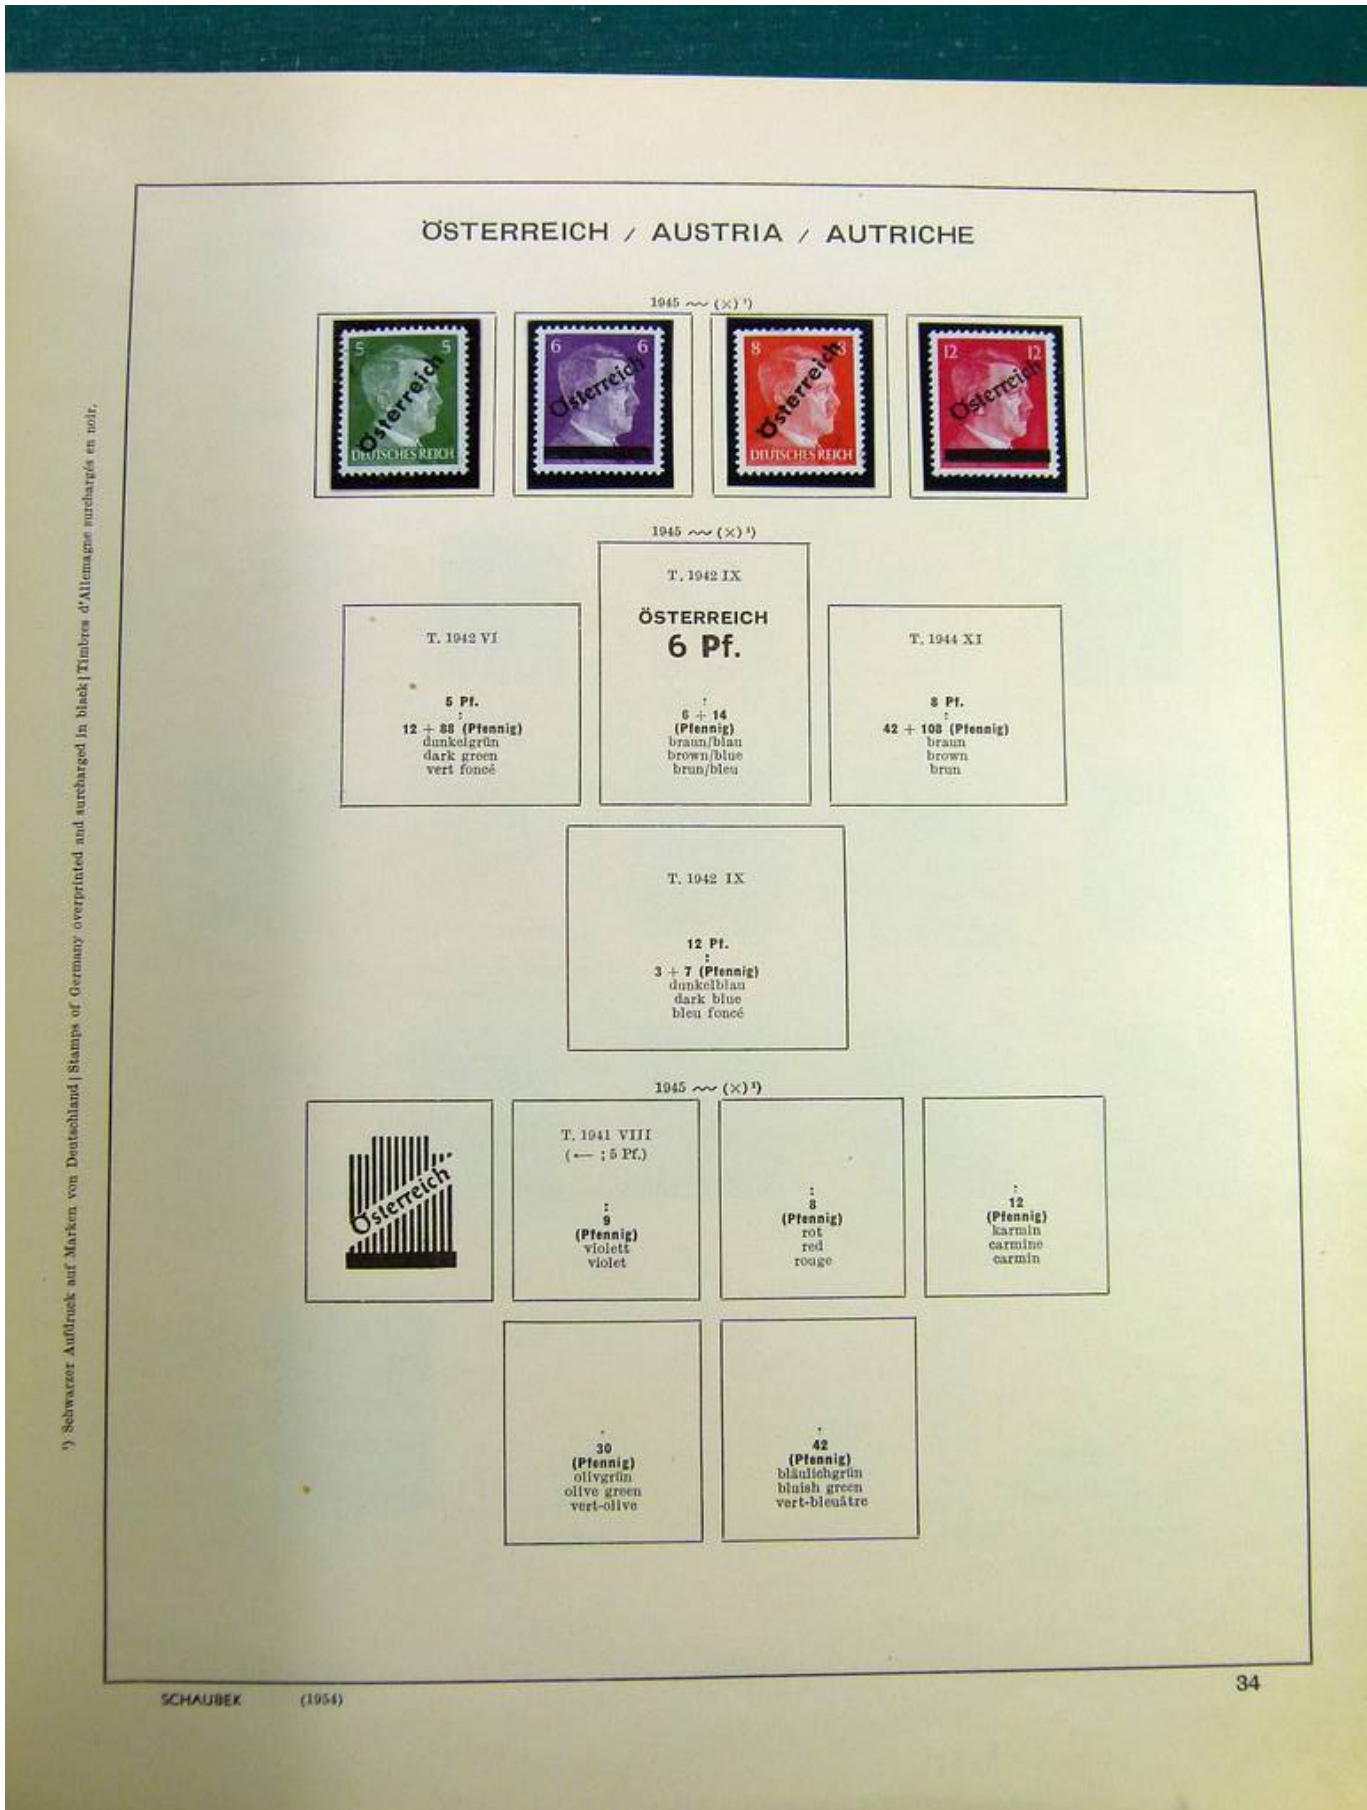 ÖSTERREICH / AUSTRIA / AUTRICHE
1945 ~~ (×) ¹)
5 5
Österreich
DEUTSCHES REICH
6 6
Österreich
8 8
Österreich
DEUTSCHES REICH
12 12
Österreich
1945 ~~ (×) ¹)
T. 1942 VI
5 Pf.
:
12 + 88 (Pfennig)
dunkelgrün
dark green
vert foncé
T. 1942 IX
ÖSTERREICH
6 Pf.
:
6 + 14
(Pfennig)
braun/blau
brown/blue
brun/bleu
T. 1944 XI
8 Pf.
:
42 + 108 (Pfennig)
braun
brown
brun
T. 1942 IX
12 Pf.
:
3 + 7 (Pfennig)
dunkelblau
dark blue
bleu foncé
1945 ~~ (×) ¹)
Österreich
T. 1941 VIII
(← ; 5 Pf.)
:
9
(Pfennig)
violett
violet
:
8
(Pfennig)
rot
red
rouge
:
12
(Pfennig)
karmin
carmine
carmin
.
30
(Pfennig)
olivgrün
olive green
vert-olive
.
42
(Pfennig)
bläulichgrün
bluish green
vert-bleuâtre
¹) Schwarzer Aufdruck auf Marken von Deutschland | Stamps of Germany overprinted and surcharged in black | Timbres d'Allemagne surchargés en noir.
SCHAUBEK (1954)
34